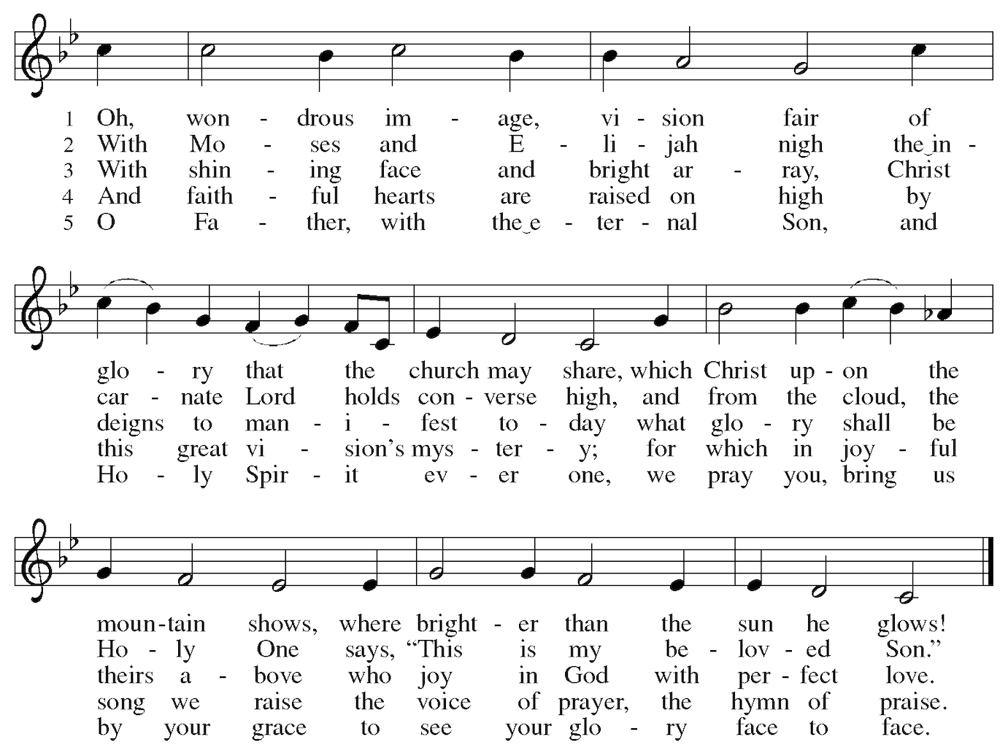 1 Oh, won - drous im - age, vi - sion fair of
2 With Mo - ses and E - li - jah nigh the‿in -
3 With shin - ing face and bright ar - ray, Christ
4 And faith - ful hearts are raised on high by
5 O Fa - ther, with the‿e - ter - nal Son, and
glo - ry that the church may share, which Christ up - on the
car - nate Lord holds con - verse high, and from the cloud, the
deigns to man - i - fest to - day what glo - ry shall be
this great vi - sion's mys - ter - y; for which in joy - ful
Ho - ly Spir - it ev - er one, we pray you, bring us
moun - tain shows, where bright - er than the sun he glows!
Ho - ly One says, “This is my be - lov - ed Son.”
theirs a - bove who joy in God with per - fect love.
song we raise the voice of prayer, the hymn of praise.
by your grace to see your glo - ry face to face.